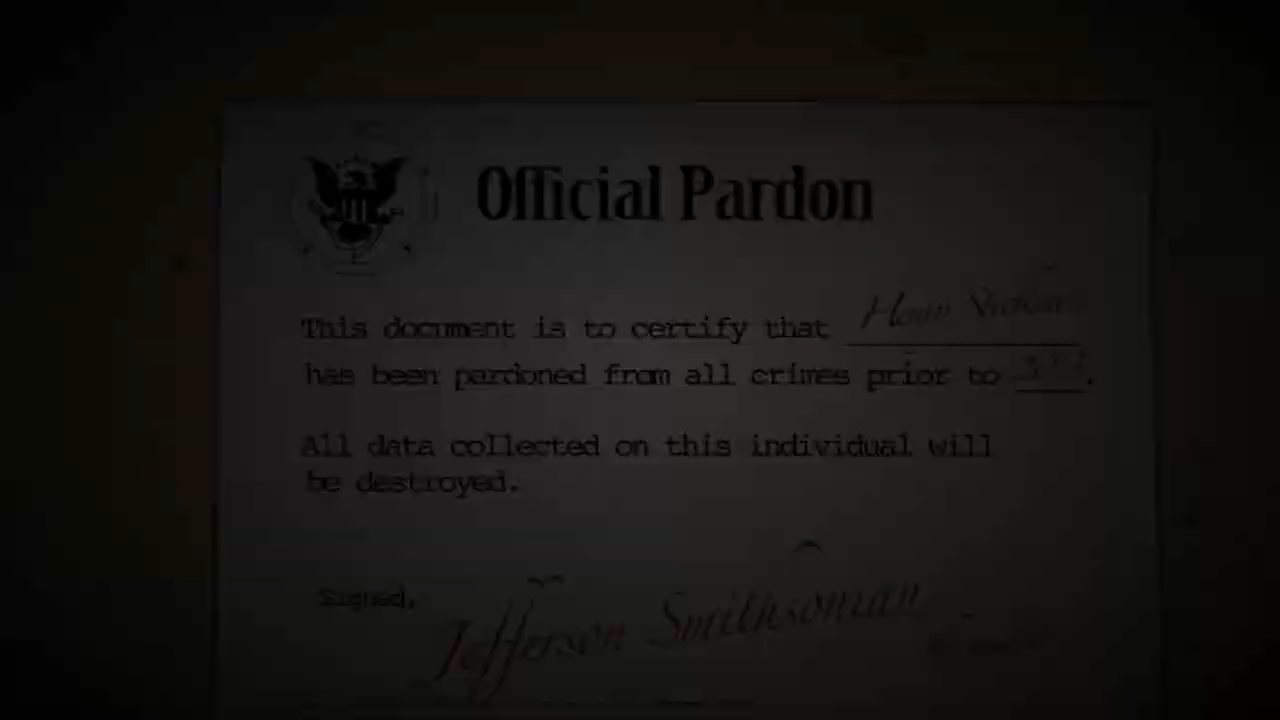 Official Pardon
This document is to certify that
has been pardoned from all crimes prior to
All data collected on this individual will
be destroyed.
Signed,
Jefferson Smithsonian